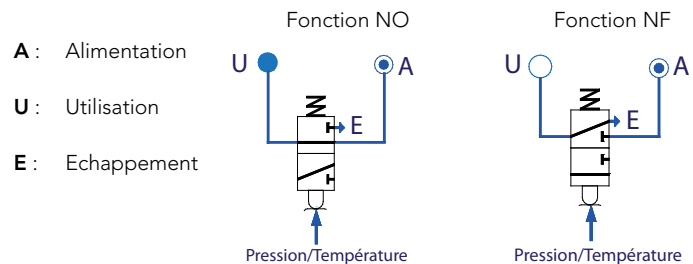 Fonction NO
Fonction NF
A : Alimentation
U : Utilisation
E : Echappement
U
A
E
Pression/Température
U
A
E
Pression/Température